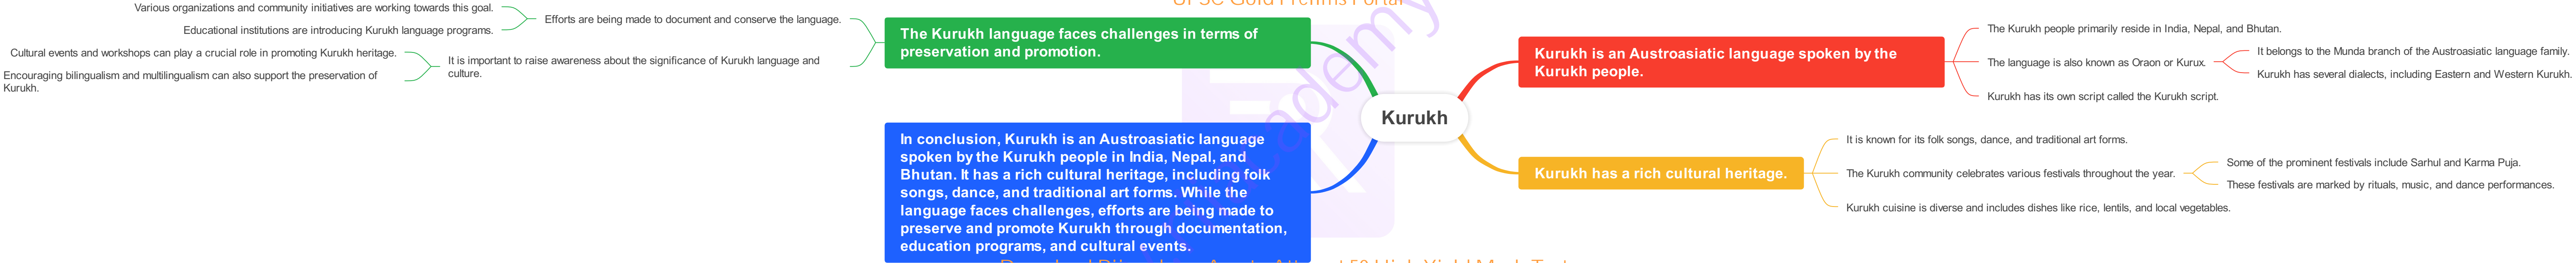 UPSC Gold Prelims Portal
Various organizations and community initiatives are working towards this goal.
Educational institutions are introducing Kurukh language programs.
Efforts are being made to document and conserve the language.
Cultural events and workshops can play a crucial role in promoting Kurukh heritage.
Encouraging bilingualism and multilingualism can also support the preservation of
Kurukh.
It is important to raise awareness about the significance of Kurukh language and
culture.
The Kurukh language faces challenges in terms of
preservation and promotion.
In conclusion, Kurukh is an Austroasiatic language
spoken by the Kurukh people in India, Nepal, and
Bhutan. It has a rich cultural heritage, including folk
songs, dance, and traditional art forms. While the
language faces challenges, efforts are being made to
preserve and promote Kurukh through documentation,
education programs, and cultural events.
Kurukh
Kurukh is an Austroasiatic language spoken by the
Kurukh people.
The Kurukh people primarily reside in India, Nepal, and Bhutan.
The language is also known as Oraon or Kurux.
It belongs to the Munda branch of the Austroasiatic language family.
Kurukh has several dialects, including Eastern and Western Kurukh.
Kurukh has its own script called the Kurukh script.
Kurukh has a rich cultural heritage.
It is known for its folk songs, dance, and traditional art forms.
The Kurukh community celebrates various festivals throughout the year.
Some of the prominent festivals include Sarhul and Karma Puja.
These festivals are marked by rituals, music, and dance performances.
Kurukh cuisine is diverse and includes dishes like rice, lentils, and local vegetables.